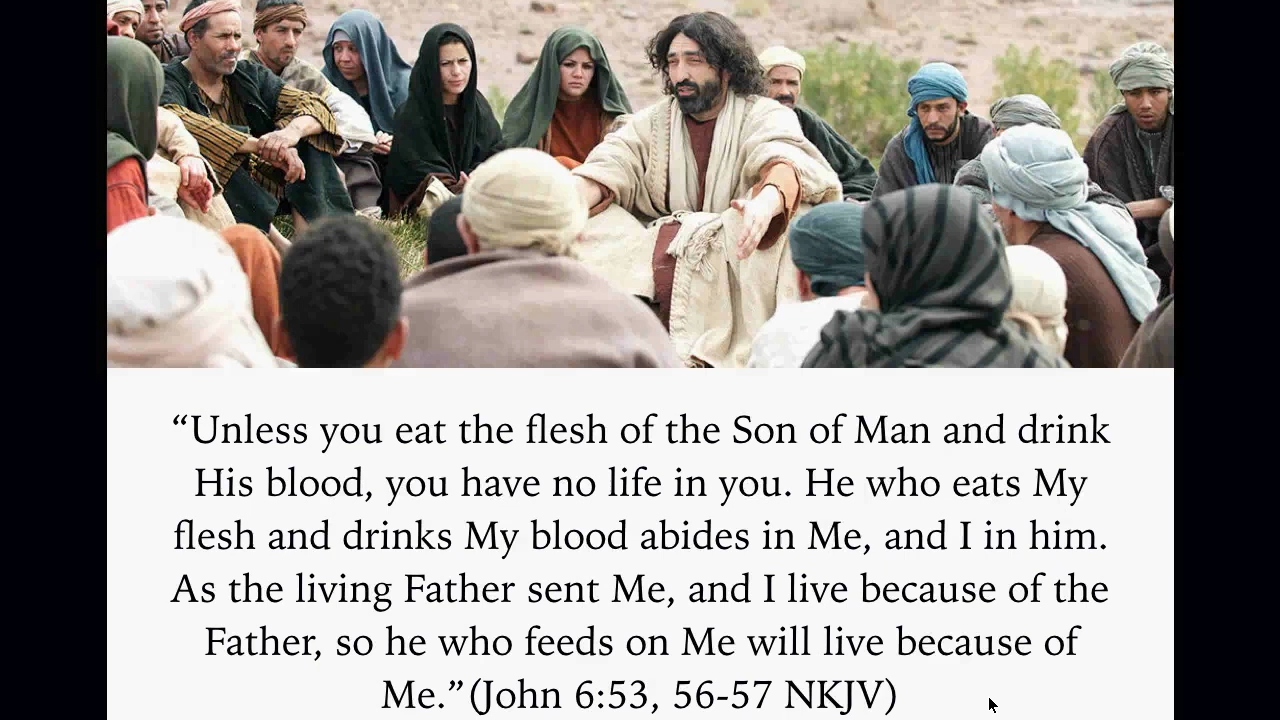 “Unless you eat the flesh of the Son of Man and drink
His blood, you have no life in you. He who eats My
flesh and drinks My blood abides in Me, and I in him.
As the living Father sent Me, and I live because of the
Father, so he who feeds on Me will live because of
Me.”(John 6:53, 56-57 NKJV)